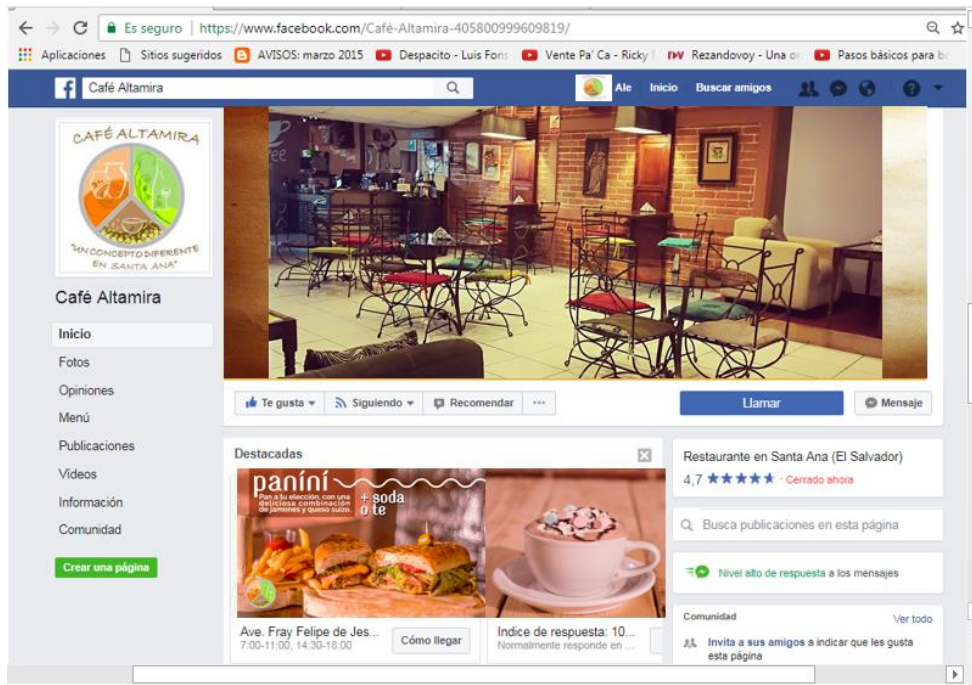 Es seguro | https://www.facebook.com/Café-Altamira-405800999609819/
Aplicaciones Sitios sugeridos AVISOS: marzo 2015 Despacito - Luis Fons Vente Pa' Ca - Ricky Rezandovoy - Una or Pasos básicos para b
Café Altamira Ale Inicio Buscar amigos
CAFÉ ALTAMIRA
"UN CONCEPTO DIFERENTE
EN SANTA ANA"
Café Altamira
Inicio
Fotos
Opiniones
Menú
Publicaciones
Videos
Información
Comunidad
Crear una página
Te gusta Siguiendo Recomendar ... Llamar Mensaje
Destacadas
paníní
Pan a tu elección, con una
deliciosa combinación
de jamones y queso suizo.
+ soda
o te
Ave. Fray Felipe de Jes...
7:00-11:00, 14:30-18:00
Cómo llegar
Indice de respuesta: 10...
Normalmente responde en ...
Restaurante en Santa Ana (El Salvador)
4,7 ★★★★★ · Cerrado ahora
Busca publicaciones en esta página
Nivel alto de respuesta a los mensajes
Comunidad Ver todo
Invita a sus amigos a indicar que les gusta
esta página